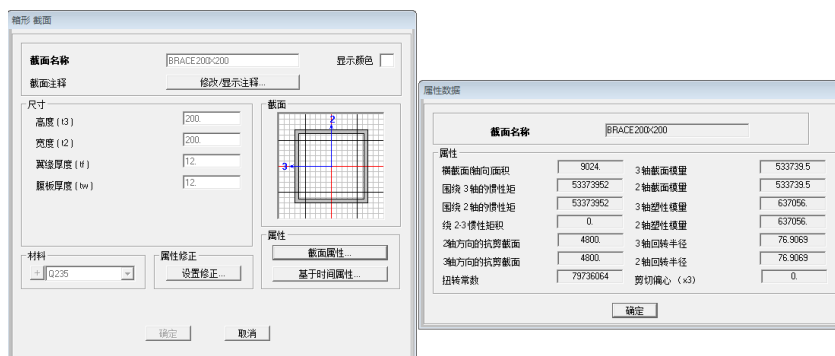 箱形 截面
截面名称 BRACE200X200 显示颜色
截面注释 修改/显示注释...
尺寸
高度 ( t3 ) 200.
宽度 ( t2 ) 200.
翼缘厚度 ( tf ) 12.
腹板厚度 ( tw ) 12.
截面
2
3
材料
+ Q235
属性修正
设置修正...
属性
截面属性...
基于时间属性...
确定 取消
属性数据
截面名称 BRACE200X200
属性
横截面(轴向)面积 9024. 3 轴截面模量 533739.5
围绕 3 轴的惯性矩 53373952 2 轴截面模量 533739.5
围绕 2 轴的惯性矩 53373952 3 轴塑性模量 637056.
绕 2-3 惯性矩积 0. 2 轴塑性模量 637056.
2轴方向的抗剪截面 4800. 3 轴回转半径 76.9069
3轴方向的抗剪截面 4800. 2 轴回转半径 76.9069
扭转常数 79736064 剪切偏心 (x3) 0.
确定